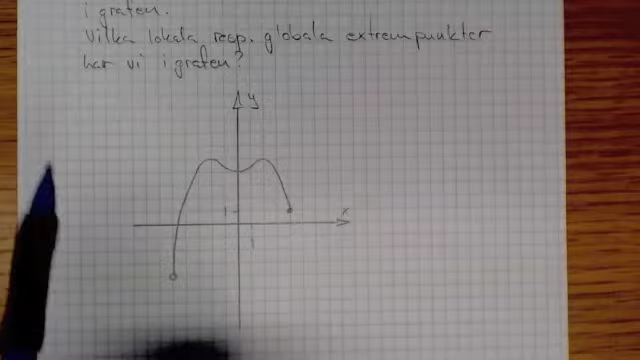 i grafen.
Vilka lokala resp. globala extrempunkter
har vi i grafen?
y
1
x
1